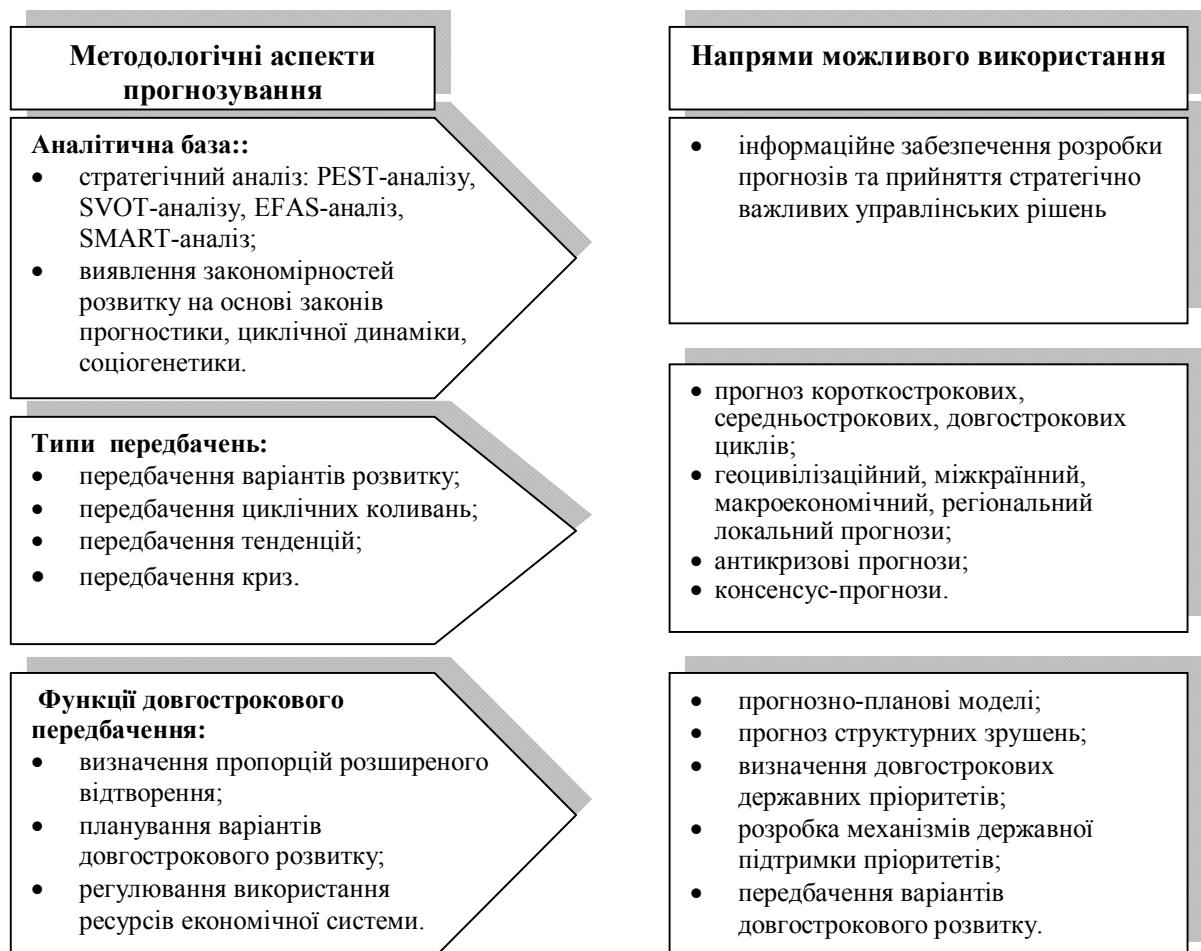 Методологічні аспекти
прогнозування
Аналітична база::
• стратегічний аналіз: PEST-аналізу,
SVOT-аналізу, EFAS-аналіз,
SMART-аналіз;
• виявлення закономірностей
розвитку на основі законів
прогностики, циклічної динаміки,
соціогенетики.
Типи передбачень:
• передбачення варіантів розвитку;
• передбачення циклічних коливань;
• передбачення тенденцій;
• передбачення криз.
Функції довгострокового
передбачення:
• визначення пропорцій розширеного
відтворення;
• планування варіантів
довгострокового розвитку;
• регулювання використання
ресурсів економічної системи.
Напрями можливого використання
• інформаційне забезпечення розробки
прогнозів та прийняття стратегічно
важливих управлінських рішень
• прогноз короткострокових,
середньострокових, довгострокових
циклів;
• геоцивілізаційний, міжкраїнний,
макроекономічний, регіональний
локальний прогнози;
• антикризові прогнози;
• консенсус-прогнози.
• прогнозно-планові моделі;
• прогноз структурних зрушень;
• визначення довгострокових
державних пріоритетів;
• розробка механізмів державної
підтримки пріоритетів;
• передбачення варіантів
довгострокового розвитку.